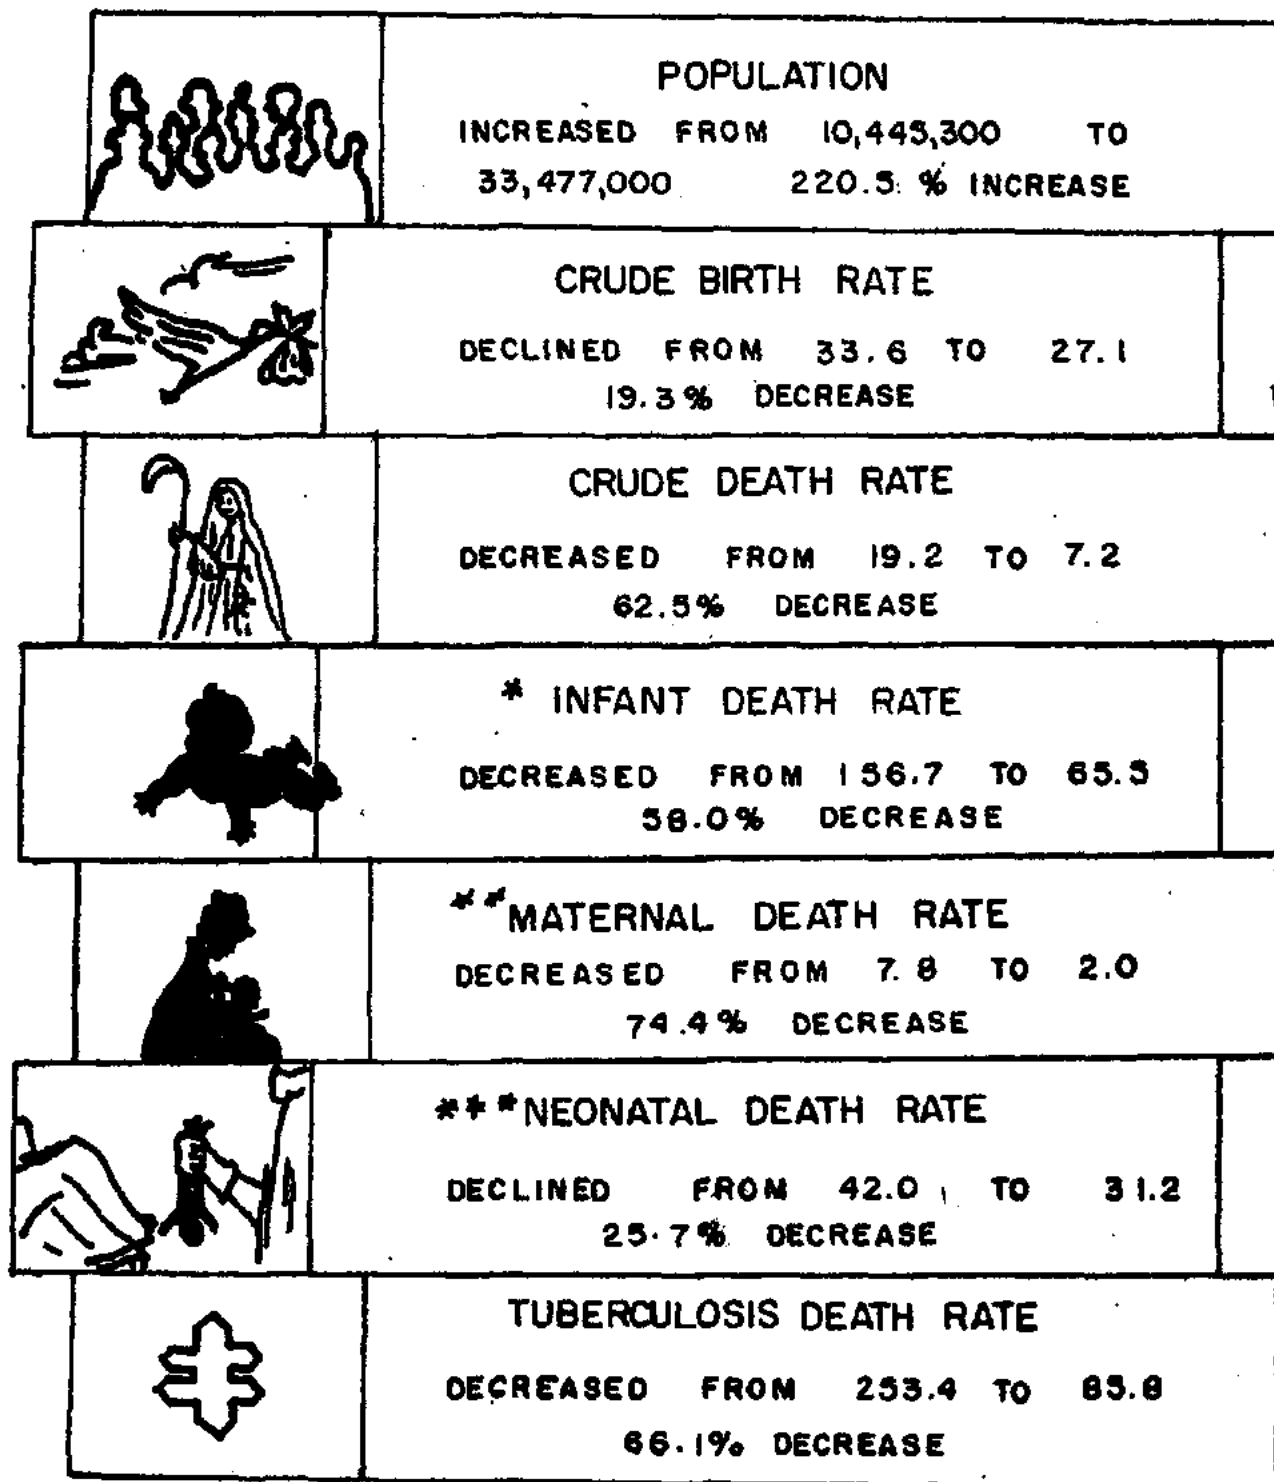 POPULATION
INCREASED FROM 10,445,300 TO
33,477,000 220.5 % INCREASE
CRUDE BIRTH RATE
DECLINED FROM 33.6 TO 27.1
19.3% DECREASE
CRUDE DEATH RATE
DECREASED FROM 19.2 TO 7.2
62.5% DECREASE
* INFANT DEATH RATE
DECREASED FROM 156.7 TO 65.5
58.0% DECREASE
**MATERNAL DEATH RATE
DECREASED FROM 7.8 TO 2.0
74.4% DECREASE
***NEONATAL DEATH RATE
DECLINED FROM 42.0 TO 31.2
25.7% DECREASE
TUBERCULOSIS DEATH RATE
DECREASED FROM 253.4 TO 85.8
66.1% DECREASE